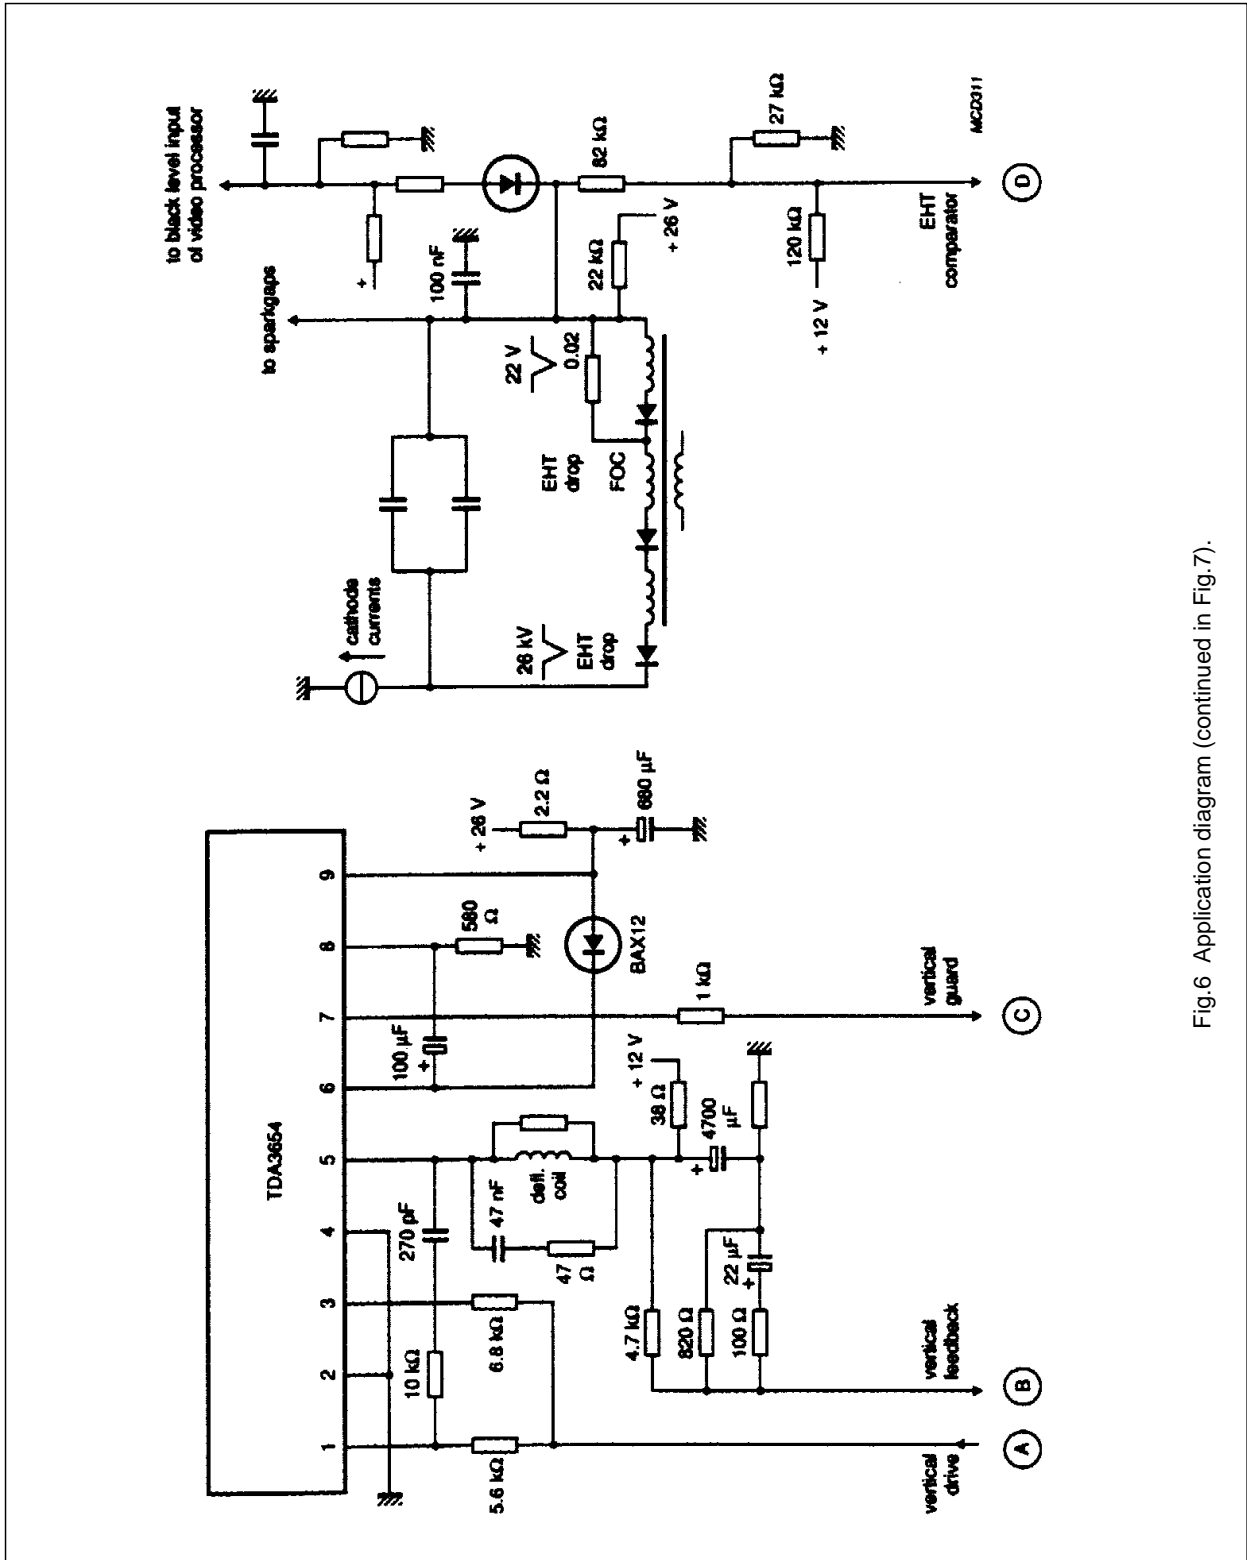 TDA3654
1
2
3
4
5
6
7
8
9
5.6 kΩ
10 kΩ
6.8 kΩ
270 pF
47 nF
47
Ω
defl.
coil
100 µF
+
560
Ω
BAX12
+ 26 V
2.2 Ω
+
680 µF
4.7 kΩ
820 Ω
100 Ω
22 µF
+
+ 12 V
38 Ω
4700
µF
+
1 kΩ
vertical
drive
A
vertical
feedback
B
vertical
guard
C
cathode
currents
26 kV
EHT
drop
to sparkgaps
to black level input
of video processor
+
100 nF
22 V
0.02
EHT
drop
FOC
22 kΩ
+ 26 V
82 kΩ
27 kΩ
120 kΩ
+ 12 V
EHT
comparator
D
MCD311
Fig.6 Application diagram (continued in Fig.7).